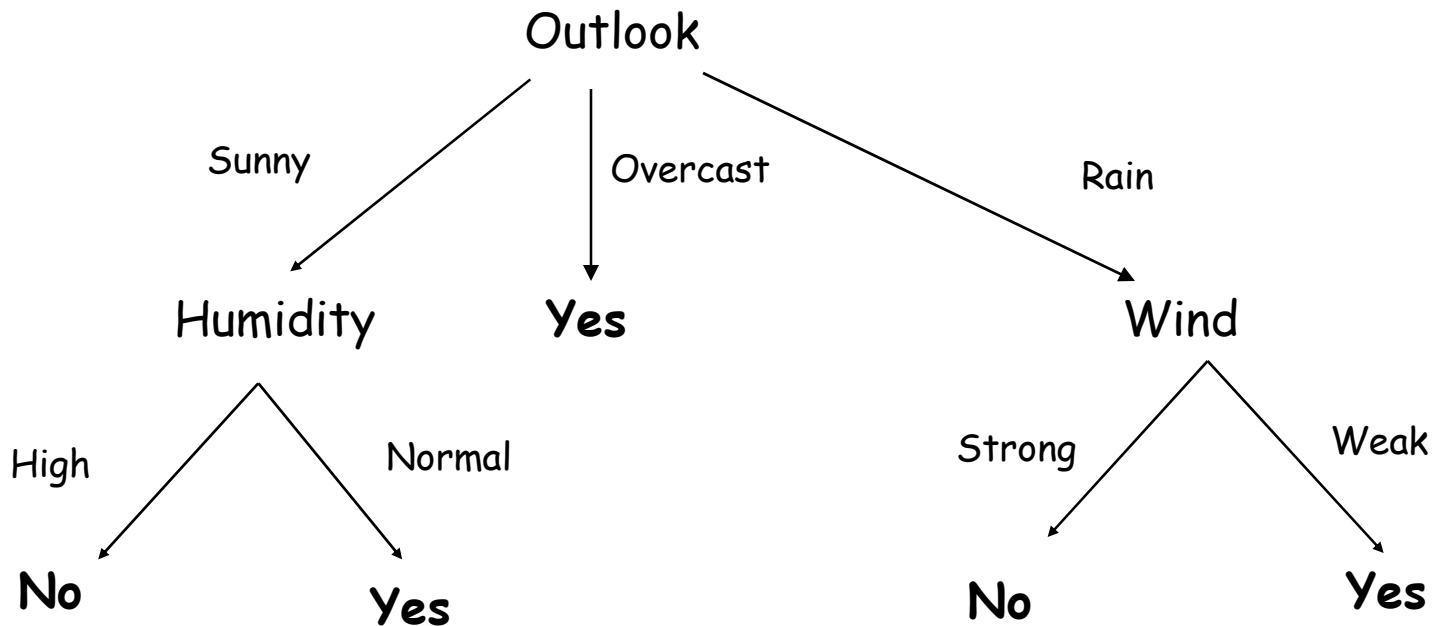 Outlook
Sunny
Overcast
Rain
Humidity
Yes
Wind
High
Normal
Strong
Weak
No
Yes
No
Yes